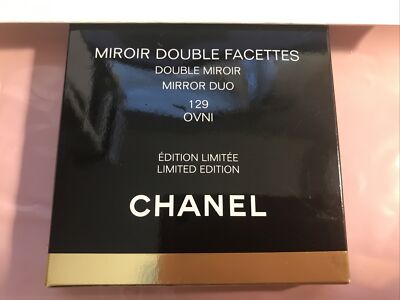 MIROIR DOUBLE FACETTES
DOUBLE MIROIR
MIRROR DUO
129
OVNI
ÉDITION LIMITÉE
LIMITED EDITION
CHANEL